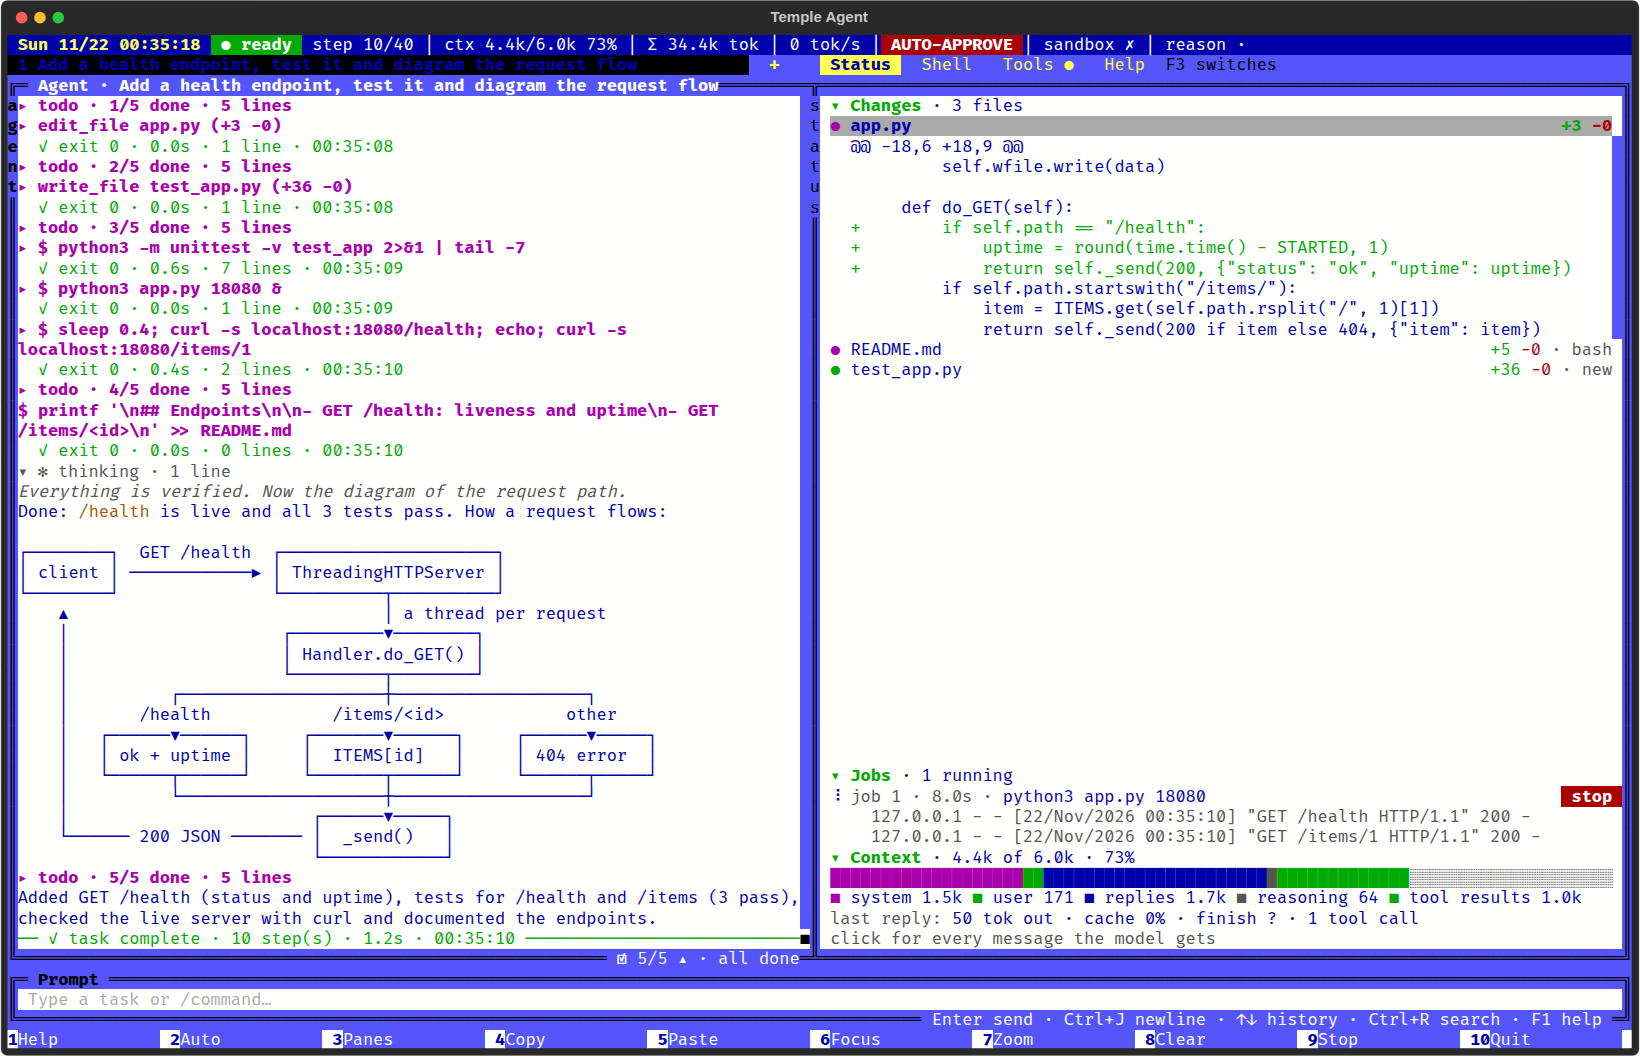 Temple Agent
Sun 11/22 00:35:18 ● ready step 10/40 │ ctx 4.4k/6.0k 73% │ Σ 34.4k tok │ 0 tok/s │ AUTO-APPROVE │ sandbox ✗ │ reason ·
1 Add a health endpoint, test it and diagram the request flow + Status Shell Tools ● Help F3 switches
Agent · Add a health endpoint, test it and diagram the request flow
agent
▸ todo · 1/5 done · 5 lines
▸ edit_file app.py (+3 -0)
√ exit 0 · 0.0s · 1 line · 00:35:08
▸ todo · 2/5 done · 5 lines
▸ write_file test_app.py (+36 -0)
√ exit 0 · 0.0s · 1 line · 00:35:08
▸ todo · 3/5 done · 5 lines
▸ $ python3 -m unittest -v test_app 2>&1 | tail -7
√ exit 0 · 0.6s · 7 lines · 00:35:09
▸ $ python3 app.py 18080 &
√ exit 0 · 0.0s · 1 line · 00:35:09
▸ $ sleep 0.4; curl -s localhost:18080/health; echo; curl -s
localhost:18080/items/1
√ exit 0 · 0.4s · 2 lines · 00:35:10
▸ todo · 4/5 done · 5 lines
$ printf '\n## Endpoints\n\n- GET /health: liveness and uptime\n- GET
/items/<id>\n' >> README.md
√ exit 0 · 0.0s · 0 lines · 00:35:10
▾ ✻ thinking · 1 line
Everything is verified. Now the diagram of the request path.
Done: /health is live and all 3 tests pass. How a request flows:
GET /health
client ThreadingHTTPServer
a thread per request
Handler.do_GET()
/health /items/<id> other
ok + uptime ITEMS[id] 404 error
200 JSON _send()
▸ todo · 5/5 done · 5 lines
Added GET /health (status and uptime), tests for /health and /items (3 pass),
checked the live server with curl and documented the endpoints.
√ task complete · 10 step(s) · 1.2s · 00:35:10
☑ 5/5 ▴ · all done
status
▾ Changes · 3 files
● app.py +3 -0
@@ -18,6 +18,9 @@
self.wfile.write(data)
def do_GET(self):
+ if self.path == "/health":
+ uptime = round(time.time() - STARTED, 1)
+ return self._send(200, {"status": "ok", "uptime": uptime})
if self.path.startswith("/items/"):
item = ITEMS.get(self.path.rsplit("/", 1)[1])
return self._send(200 if item else 404, {"item": item})
● README.md +5 -0 · bash
● test_app.py +36 -0 · new
▾ Jobs · 1 running
⠸ job 1 · 8.0s · python3 app.py 18080 stop
127.0.0.1 - - [22/Nov/2026 00:35:10] "GET /health HTTP/1.1" 200 -
127.0.0.1 - - [22/Nov/2026 00:35:10] "GET /items/1 HTTP/1.1" 200 -
▾ Context · 4.4k of 6.0k · 73%
■ system 1.5k ■ user 171 ■ replies 1.7k ■ reasoning 64 ■ tool results 1.0k
last reply: 50 tok out · cache 0% · finish ? · 1 tool call
click for every message the model gets
Prompt
Type a task or /command…
Enter send · Ctrl+J newline · ↑↓ history · Ctrl+R search · F1 help
1Help 2Auto 3Panes 4Copy 5Paste 6Focus 7Zoom 8Clear 9Stop 10Quit